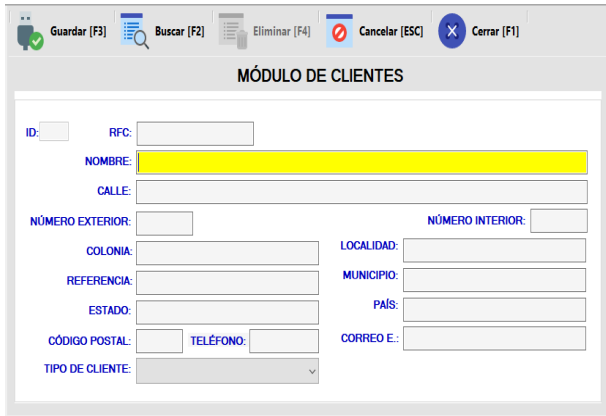 Guardar [F3] Buscar [F2] Eliminar [F4] Cancelar [ESC] Cerrar [F1]
MÓDULO DE CLIENTES
ID: RFC:
NOMBRE:
CALLE:
NÚMERO EXTERIOR: NÚMERO INTERIOR:
COLONIA: LOCALIDAD:
REFERENCIA: MUNICIPIO:
ESTADO: PAÍS:
CÓDIGO POSTAL: TELÉFONO: CORREO E.:
TIPO DE CLIENTE: